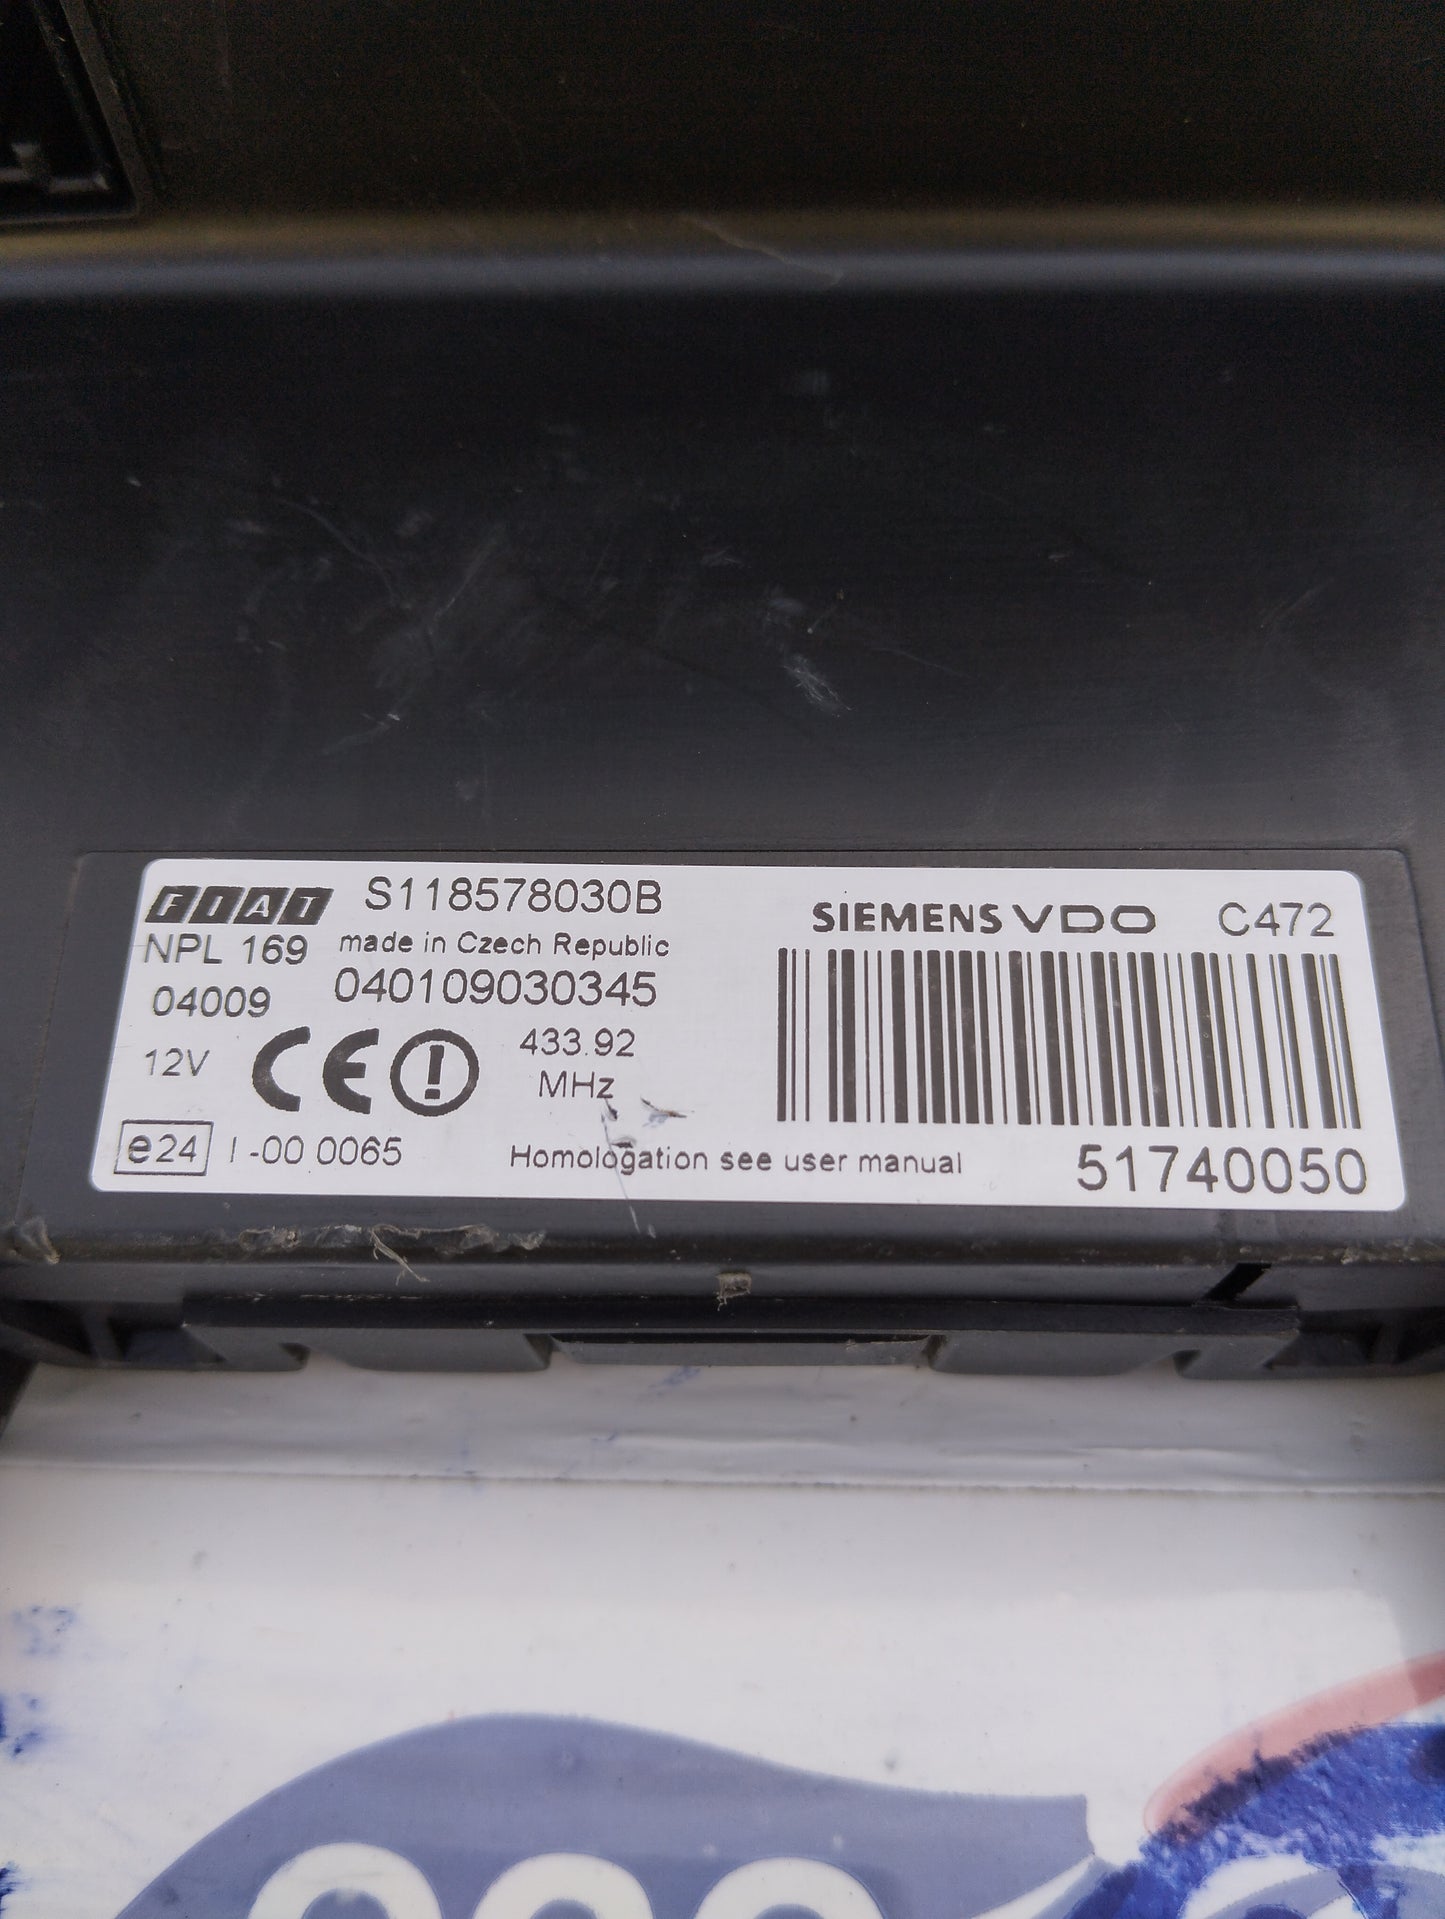 FIAT S118578030B
NPL 169 made in Czech Republic
04009 040109030345
12V CE 433.92
MHz
e24 I-00 0065 Homologation see user manual
SIEMENS VDO C472
51740050